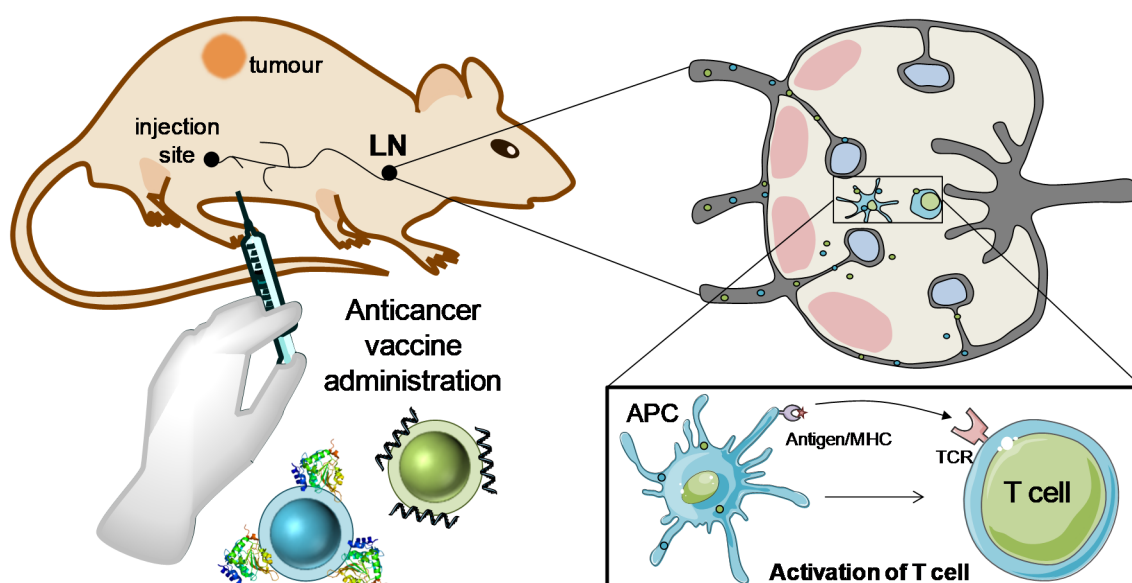 tumour
injection
site
LN
Anticancer
vaccine
administration
APC
Antigen/MHC
TCR
T cell
Activation of T cell